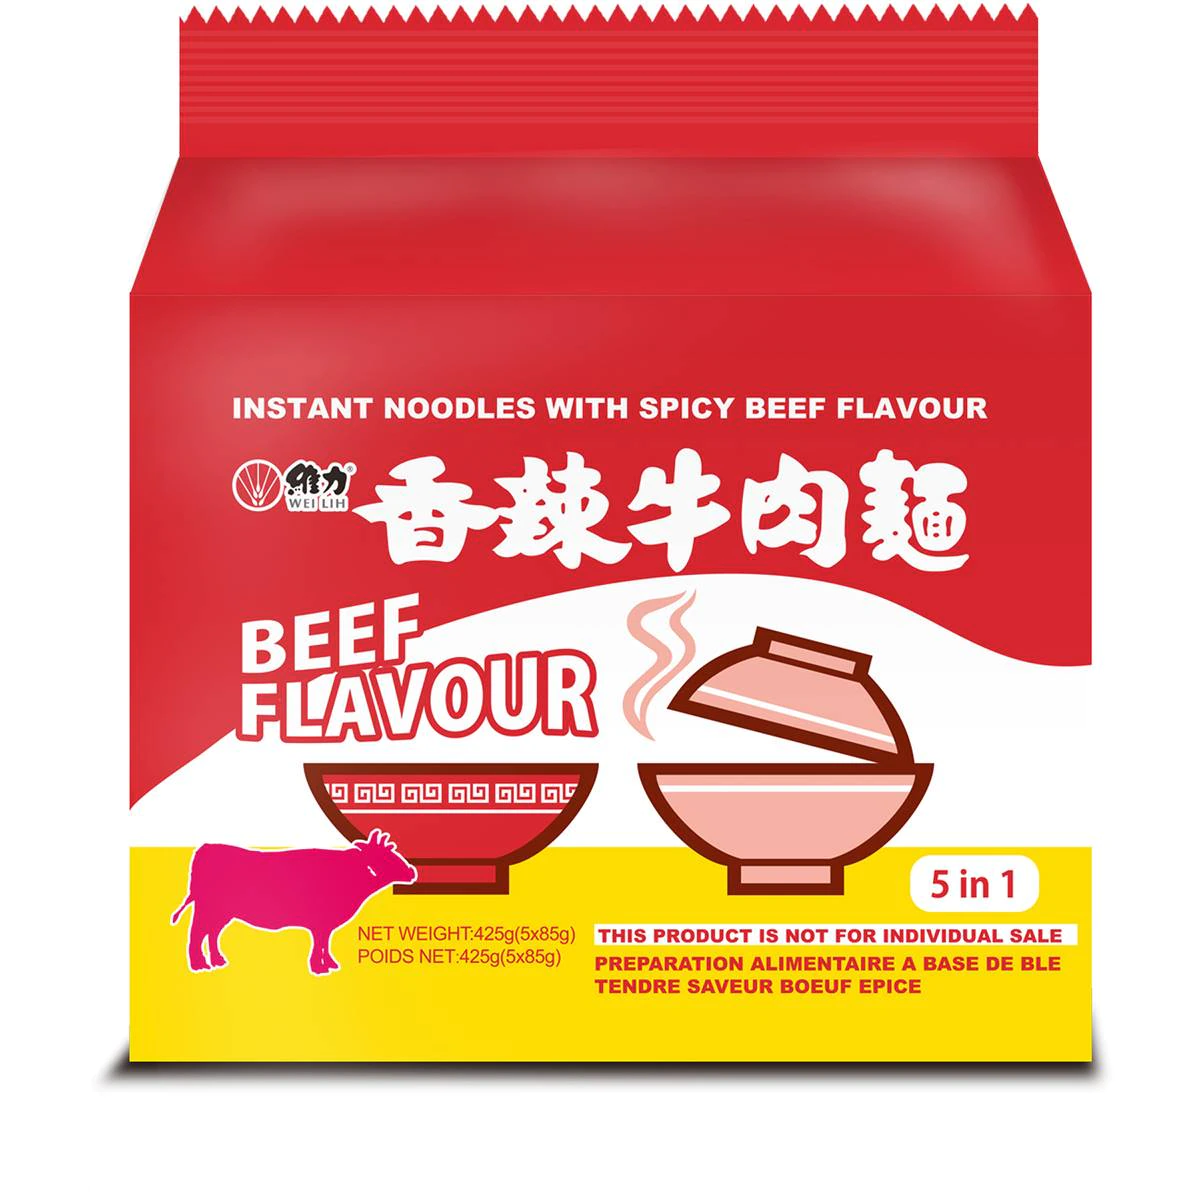 INSTANT NOODLES WITH SPICY BEEF FLAVOUR
維力®
WEI LIH
香辣牛肉麵
BEEF
FLAVOUR
5 in 1
NET WEIGHT:425g(5x85g)
POIDS NET:425g(5x85g)
THIS PRODUCT IS NOT FOR INDIVIDUAL SALE
PREPARATION ALIMENTAIRE A BASE DE BLE
TENDRE SAVEUR BOEUF EPICE